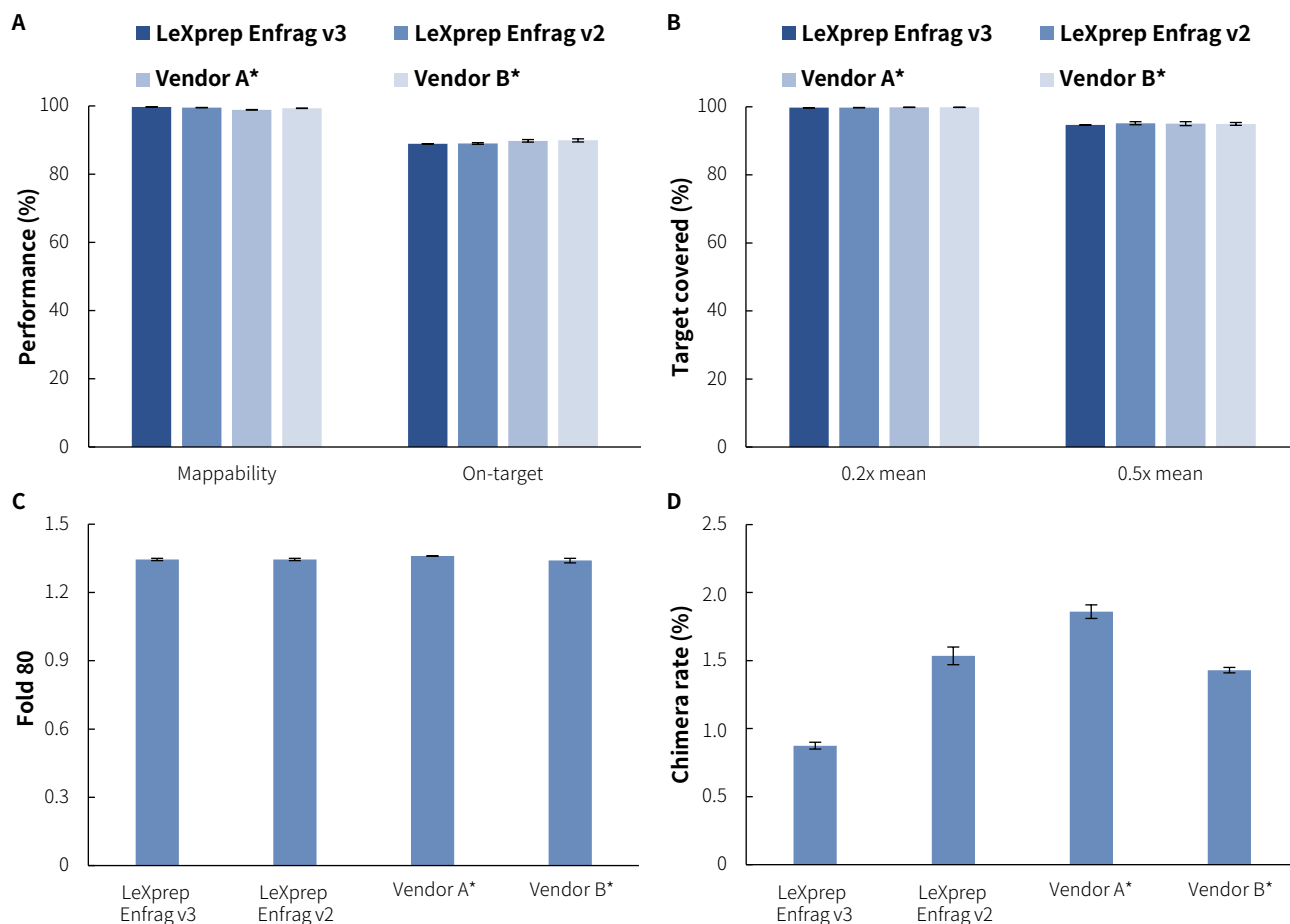 A
LeXprep Enfrag v3
LeXprep Enfrag v2
Vendor A*
Vendor B*
100
80
60
40
20
0
Performance (%)
Mappability
On-target
B
LeXprep Enfrag v3
LeXprep Enfrag v2
Vendor A*
Vendor B*
100
80
60
40
20
0
Target covered (%)
0.2x mean
0.5x mean
C
1.5
1.2
0.9
0.6
0.3
0
Fold 80
LeXprep
Enfrag v3
LeXprep
Enfrag v2
Vendor A*
Vendor B*
D
2.5
2.0
1.5
1.0
0.5
0
Chimera rate (%)
LeXprep
Enfrag v3
LeXprep
Enfrag v2
Vendor A*
Vendor B*